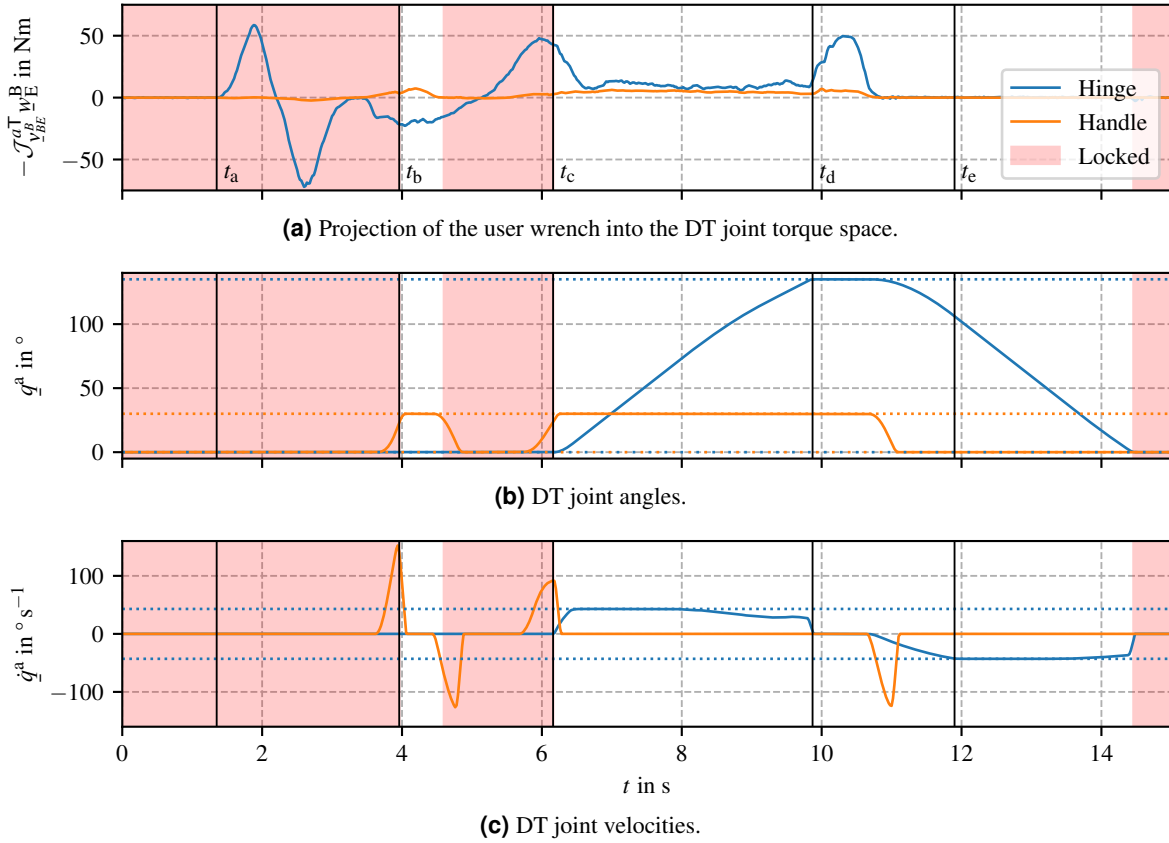 50
0
−50
− 𝒥ᵃᵀ_{ν^B_{BE}} w^B_E in Nm
t_a
t_b
t_c
t_d
t_e
Hinge
Handle
Locked
(a) Projection of the user wrench into the DT joint torque space.
100
50
0
q^a in °
(b) DT joint angles.
100
0
−100
q̇^a in ° s⁻¹
0
2
4
6
8
10
12
14
t in s
(c) DT joint velocities.